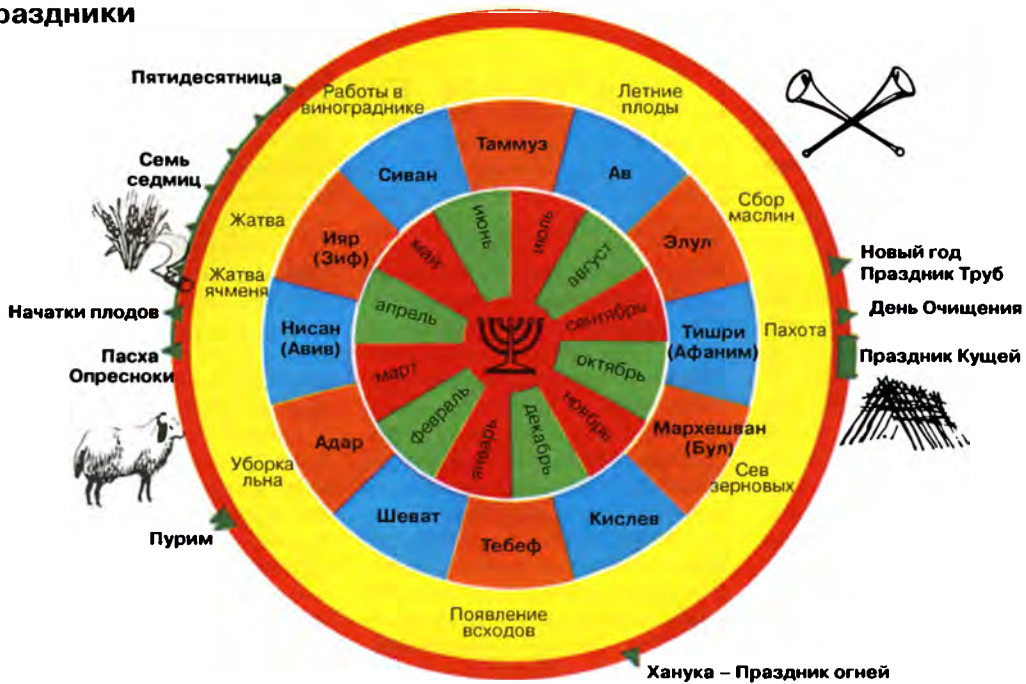 раздники
Пятидесятница
Семь
седмиц
Начатки плодов
Пасха
Опресноки
Пурим
Ханука – Праздник огней
Новый год
Праздник Труб
День Очищения
Праздник Кущей
Работы в
винограднике
Летние
плоды
Сбор
маслин
Пахота
Сев
зерновых
Появление
всходов
Уборка
льна
Жатва
ячменя
Жатва
Таммуз
Ав
Элул
Тишри
(Афаним)
Мархешван
(Бул)
Кислев
Тебеф
Шеват
Адар
Нисан
(Авив)
Ияр
(Зиф)
Сиван
июль
август
сентябрь
октябрь
ноябрь
декабрь
январь
февраль
март
апрель
май
июнь